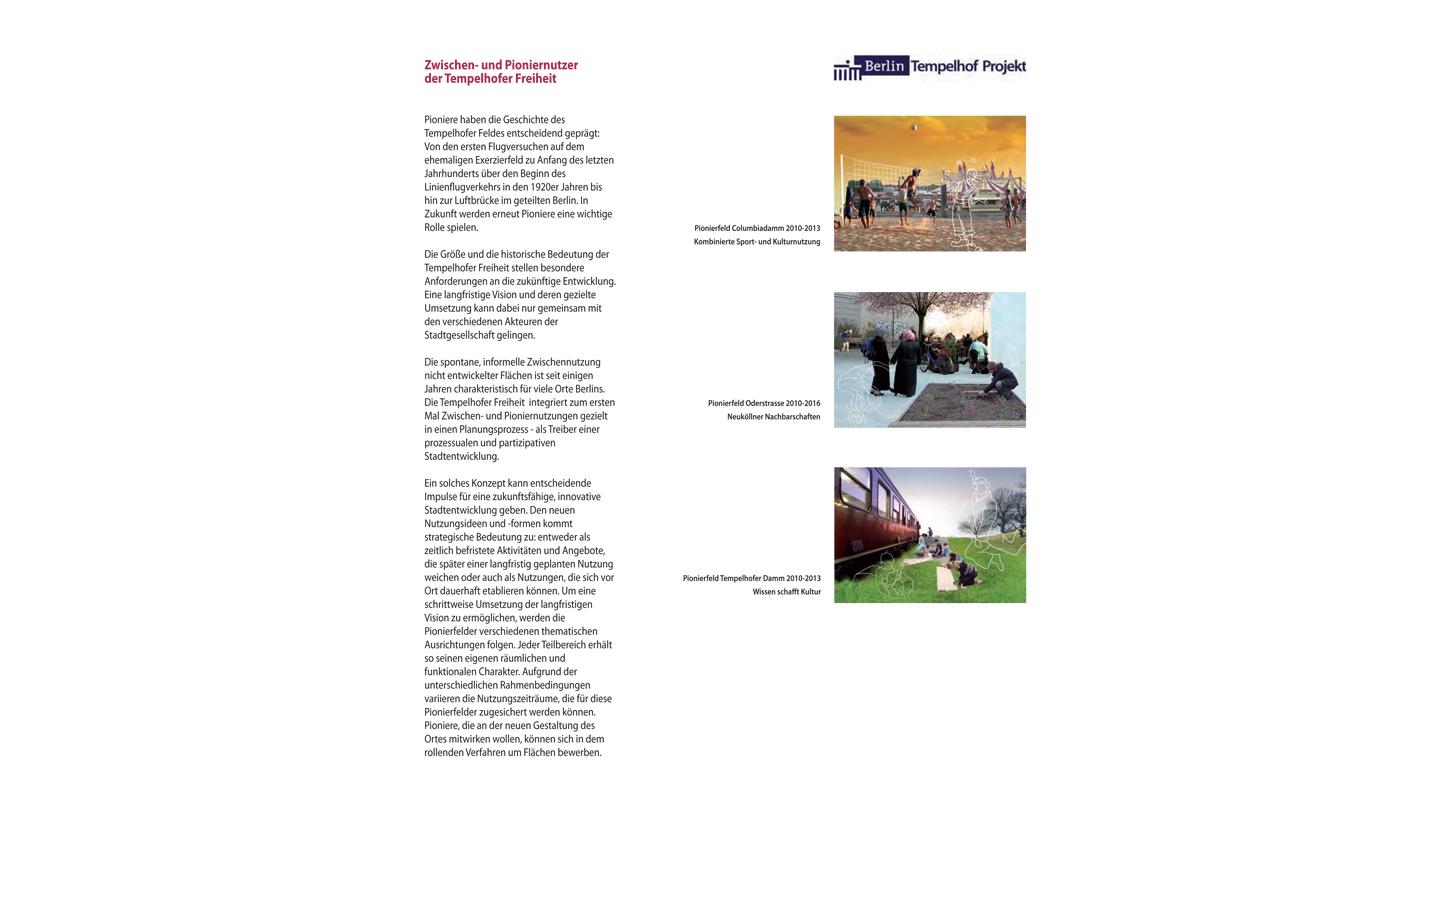 Zwischen- und Pioniernutzer
der Tempelhofer Freiheit
Pioniere haben die Geschichte des
Tempelhofer Feldes entscheidend geprägt:
Von den ersten Flugversuchen auf dem
ehemaligen Exerzierfeld zu Anfang des letzten
Jahrhunderts über den Beginn des
Linienflugverkehrs in den 1920er Jahren bis
hin zur Luftbrücke im geteilten Berlin. In
Zukunft werden erneut Pioniere eine wichtige
Rolle spielen.
Die Größe und die historische Bedeutung der
Tempelhofer Freiheit stellen besondere
Anforderungen an die zukünftige Entwicklung.
Eine langfristige Vision und deren gezielte
Umsetzung kann dabei nur gemeinsam mit
den verschiedenen Akteuren der
Stadtgesellschaft gelingen.
Die spontane, informelle Zwischennutzung
nicht entwickelter Flächen ist seit einigen
Jahren charakteristisch für viele Orte Berlins.
Die Tempelhofer Freiheit  integriert zum ersten
Mal Zwischen- und Pioniernutzungen gezielt
in einen Planungsprozess - als Treiber einer
prozessualen und partizipativen
Stadtentwicklung.
Ein solches Konzept kann entscheidende
Impulse für eine zukunftsfähige, innovative
Stadtentwicklung geben. Den neuen
Nutzungsideen und -formen kommt
strategische Bedeutung zu: entweder als
zeitlich befristete Aktivitäten und Angebote,
die später einer langfristig geplanten Nutzung
weichen oder auch als Nutzungen, die sich vor
Ort dauerhaft etablieren können. Um eine
schrittweise Umsetzung der langfristigen
Vision zu ermöglichen, werden die
Pionierfelder verschiedenen thematischen
Ausrichtungen folgen. Jeder Teilbereich erhält
so seinen eigenen räumlichen und
funktionalen Charakter. Aufgrund der
unterschiedlichen Rahmenbedingungen
variieren die Nutzungszeiträume, die für diese
Pionierfelder zugesichert werden können.
Pioniere, die an der neuen Gestaltung des
Ortes mitwirken wollen, können sich in dem
rollenden Verfahren um Flächen bewerben.
Berlin Tempelhof Projekt
Pionierfeld Columbiadamm 2010-2013
Kombinierte Sport- und Kulturnutzung
Pionierfeld Oderstrasse 2010-2016
Neuköllner Nachbarschaften
Pionierfeld Tempelhofer Damm 2010-2013
Wissen schafft Kultur